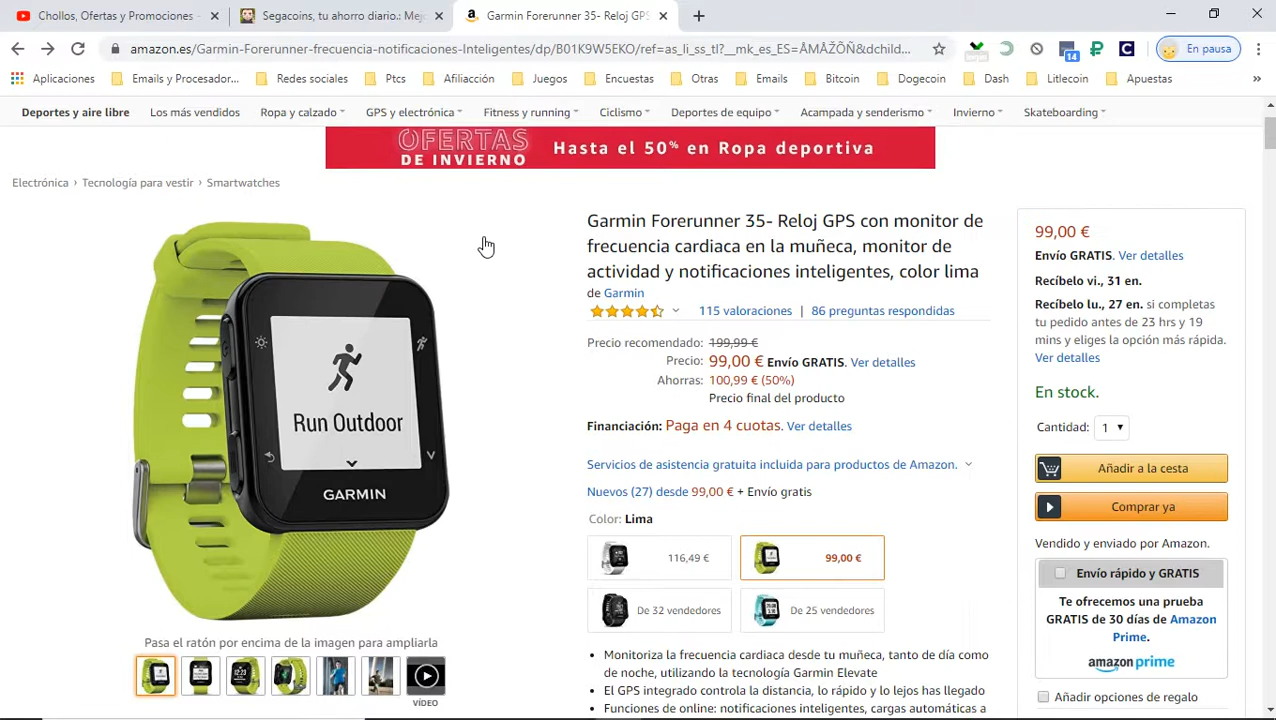 Chollos, Ofertas y Promociones -
Segacoins, tu ahorro diario.: Mejo
Garmin Forerunner 35- Reloj GPS
amazon.es/Garmin-Forerunner-frecuencia-notificaciones-Inteligentes/dp/B01K9W5EKO/ref=as_li_ss_tl?__mk_es_ES=ÅMÅŽÕÑ&dchild...
14
En pausa
Aplicaciones
Emails y Procesador...
Redes sociales
Ptcs
Afiliacción
Juegos
Encuestas
Otras
Emails
Bitcoin
Dogecoin
Dash
Litlecoin
Apuestas
»
Deportes y aire libre
Los más vendidos
Ropa y calzado
GPS y electrónica
Fitness y running
Ciclismo
Deportes de equipo
Acampada y senderismo
Invierno
Skateboarding
OFERTAS
DE INVIERNO
Hasta el 50% en Ropa deportiva
Electrónica › Tecnología para vestir › Smartwatches
Run Outdoor
GARMIN
Pasa el ratón por encima de la imagen para ampliarla
VÍDEO
Garmin Forerunner 35- Reloj GPS con monitor de
frecuencia cardiaca en la muñeca, monitor de
actividad y notificaciones inteligentes, color lima
de Garmin
115 valoraciones | 86 preguntas respondidas
Precio recomendado: 199,99 €
Precio: 99,00 € Envío GRATIS. Ver detalles
Ahorras: 100,99 € (50%)
Precio final del producto
Financiación: Paga en 4 cuotas. Ver detalles
Servicios de asistencia gratuita incluida para productos de Amazon.
Nuevos (27) desde 99,00 € + Envío gratis
Color: Lima
116,49 €
99,00 €
De 32 vendedores
De 25 vendedores
• Monitoriza la frecuencia cardiaca desde tu muñeca, tanto de día como
de noche, utilizando la tecnología Garmin Elevate
• El GPS integrado controla la distancia, lo rápido y lo lejos has llegado
• Funciones de online: notificaciones inteligentes, cargas automáticas a
99,00 €
Envío GRATIS. Ver detalles
Recíbelo vi., 31 en.
Recíbelo lu., 27 en. si completas
tu pedido antes de 23 hrs y 19
mins y eliges la opción más rápida.
Ver detalles
En stock.
Cantidad: 1
Añadir a la cesta
Comprar ya
Vendido y enviado por Amazon.
Envío rápido y GRATIS
Te ofrecemos una prueba
GRATIS de 30 días de Amazon
Prime.
amazon prime
Añadir opciones de regalo